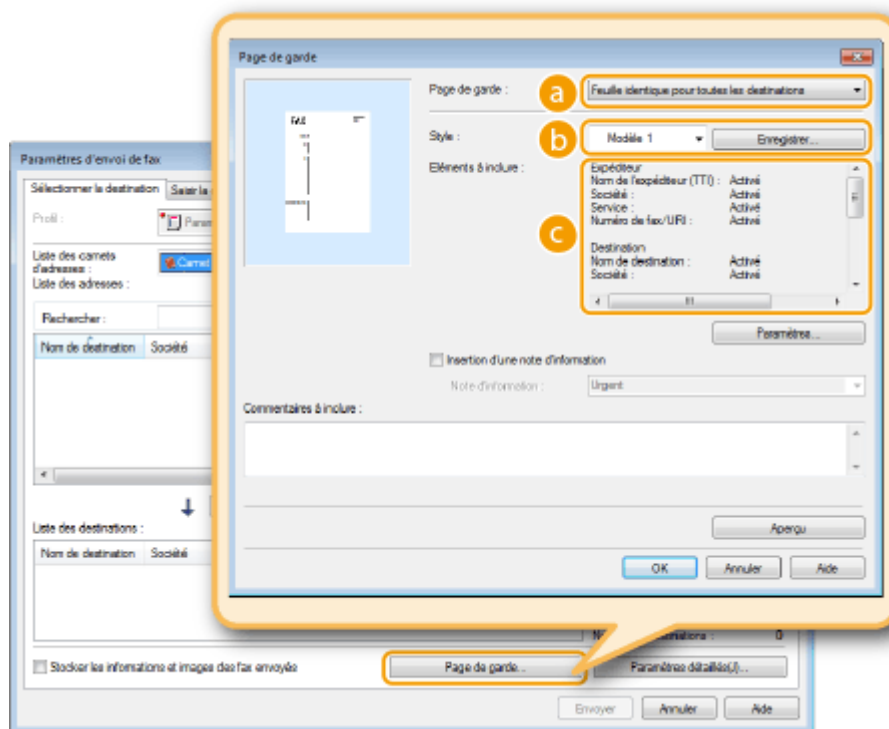 Page de garde
Page de garde :
a
Feuille identique pour toutes les destinations
FAX
Style :
b
Modèle 1
Enregistrer...
Eléments à inclure :
c
Expéditeur
Nom de l'expéditeur (TTI) : Activé
Société : Activé
Service : Activé
Numéro de fax/URI : Activé
Destination
Nom de destination : Activé
Société : Activé
Paramètres...
Insertion d'une note d'information
Note d'information :
Urgent
Commentaires à inclure :
Aperçu
OK
Annuler
Aide
Paramètres d'envoi de fax
Sélectionner la destination
Saisir la
Profil :
Liste des carnets
d'adresses :
Carnet
Liste des adresses :
Rechercher :
Nom de destination
Société
Liste des destinations :
Nom de destination
Société
0
Stocker les informations et images des fax envoyés
Page de garde...
Paramètres détaillés(J)...
Envoyer
Annuler
Aide